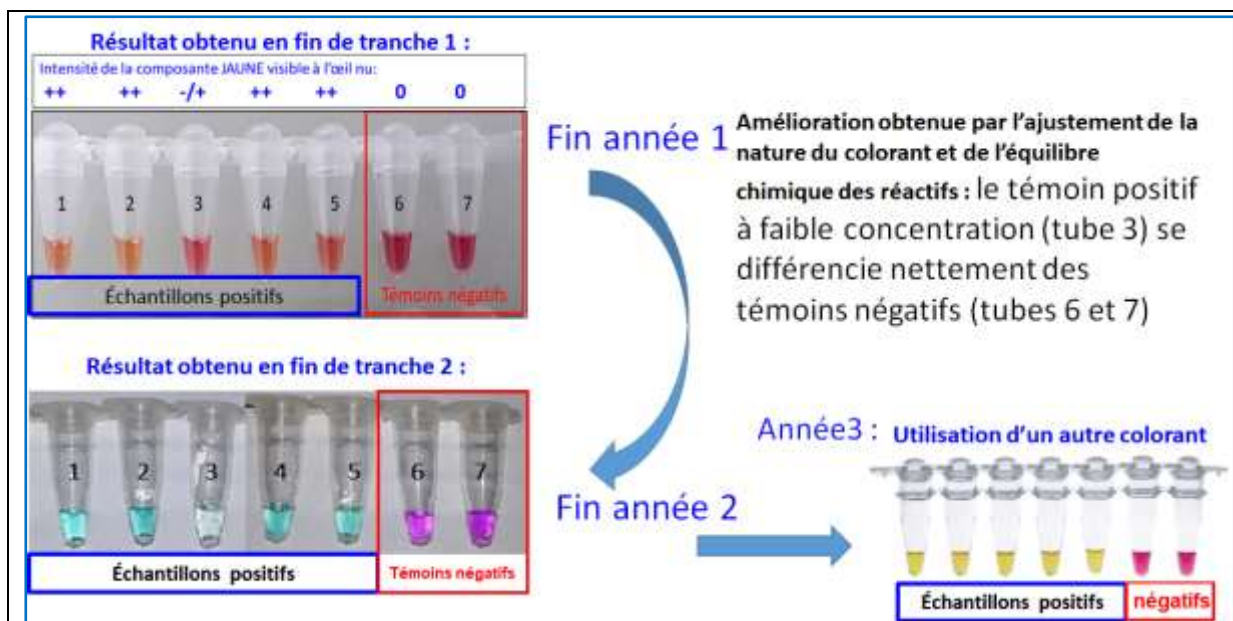 Résultat obtenu en fin de tranche 1 :
Intensité de la composante JAUNE visible à l'œil nu:
++ ++ -/+ ++ ++ 0 0
1 2 3 4 5 6 7
Échantillons positifs Témoins négatifs
Fin année 1
Amélioration obtenue par l'ajustement de la
nature du colorant et de l'équilibre
chimique des réactifs : le témoin positif
à faible concentration (tube 3) se
différencie nettement des
témoins négatifs (tubes 6 et 7)
Résultat obtenu en fin de tranche 2 :
1 2 3 4 5 6 7
Échantillons positifs Témoins négatifs
Fin année 2
Année3 : Utilisation d'un autre colorant
Échantillons positifs négatifs